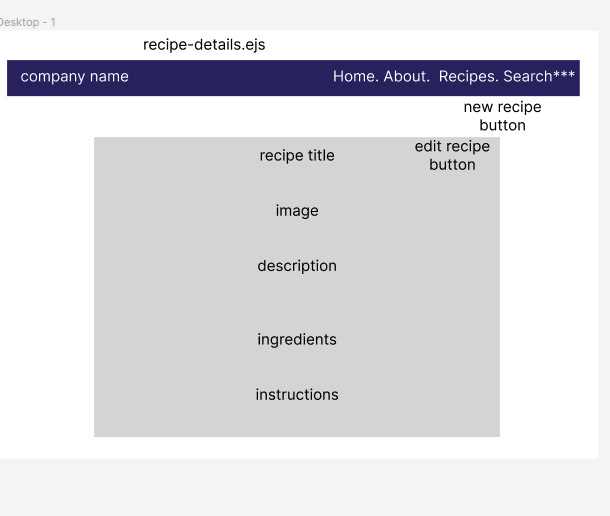 Desktop - 1
recipe-details.ejs
company name
Home. About.  Recipes. Search***
new recipe
button
edit recipe
button
recipe title
image
description
ingredients
instructions